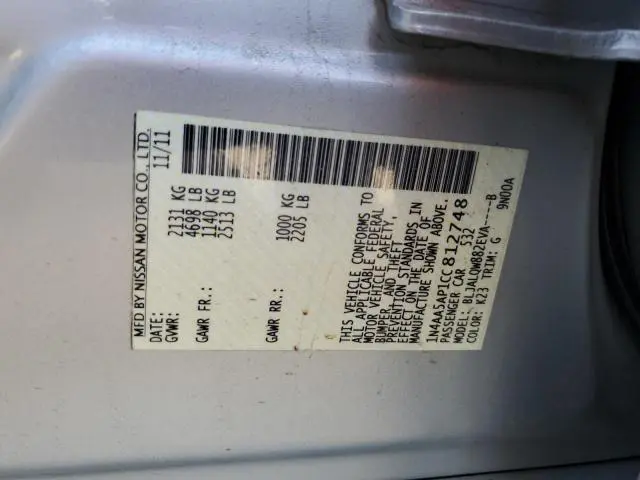 MFD BY NISSAN MOTOR CO., LTD.
DATE: 11/11
GVWR: 2131 KG
4698 LB
GAWR FR: 1140 KG
2513 LB
GAWR RR: 1000 KG
2205 LB
THIS VEHICLE CONFORMS TO
ALL APPLICABLE FEDERAL
MOTOR VEHICLE SAFETY,
BUMPER, AND THEFT
PREVENTION STANDARDS IN
EFFECT ON THE DATE OF
MANUFACTURE SHOWN ABOVE.
1N4AA5AP1CC812748
PASSENGER CAR 532
MODEL: BLJALQWA82EVA----B
COLOR: K23 TRIM: G 9N00A